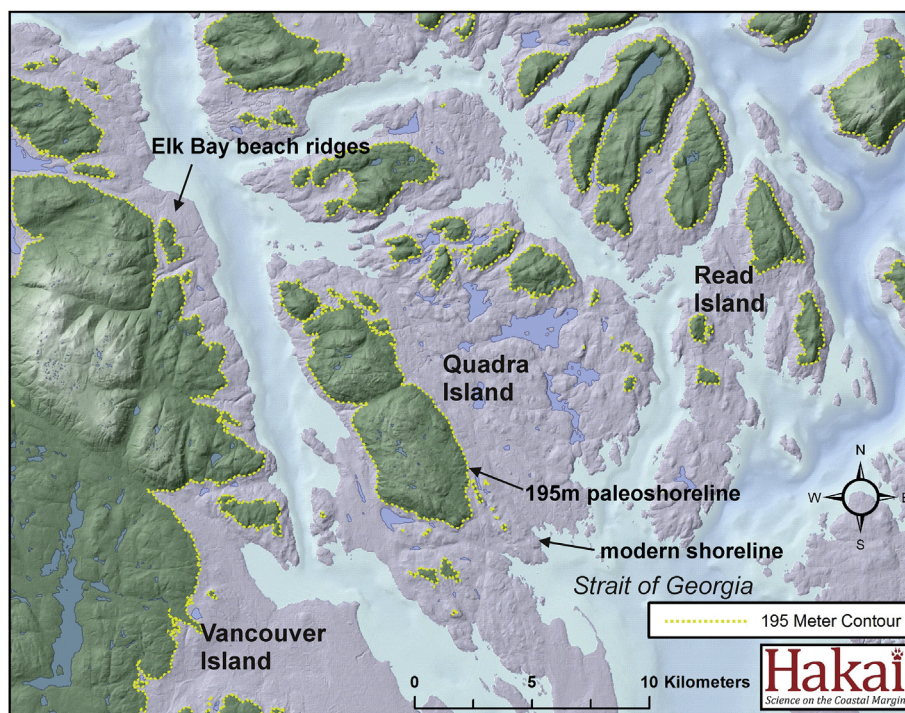 Elk Bay beach ridges
Read
Island
Quadra
Island
195m paleoshoreline
N
W
E
S
modern shoreline
Strait of Georgia
195 Meter Contour
Vancouver
Island
0 5 10 Kilometers
Hakai
Science on the Coastal Margin